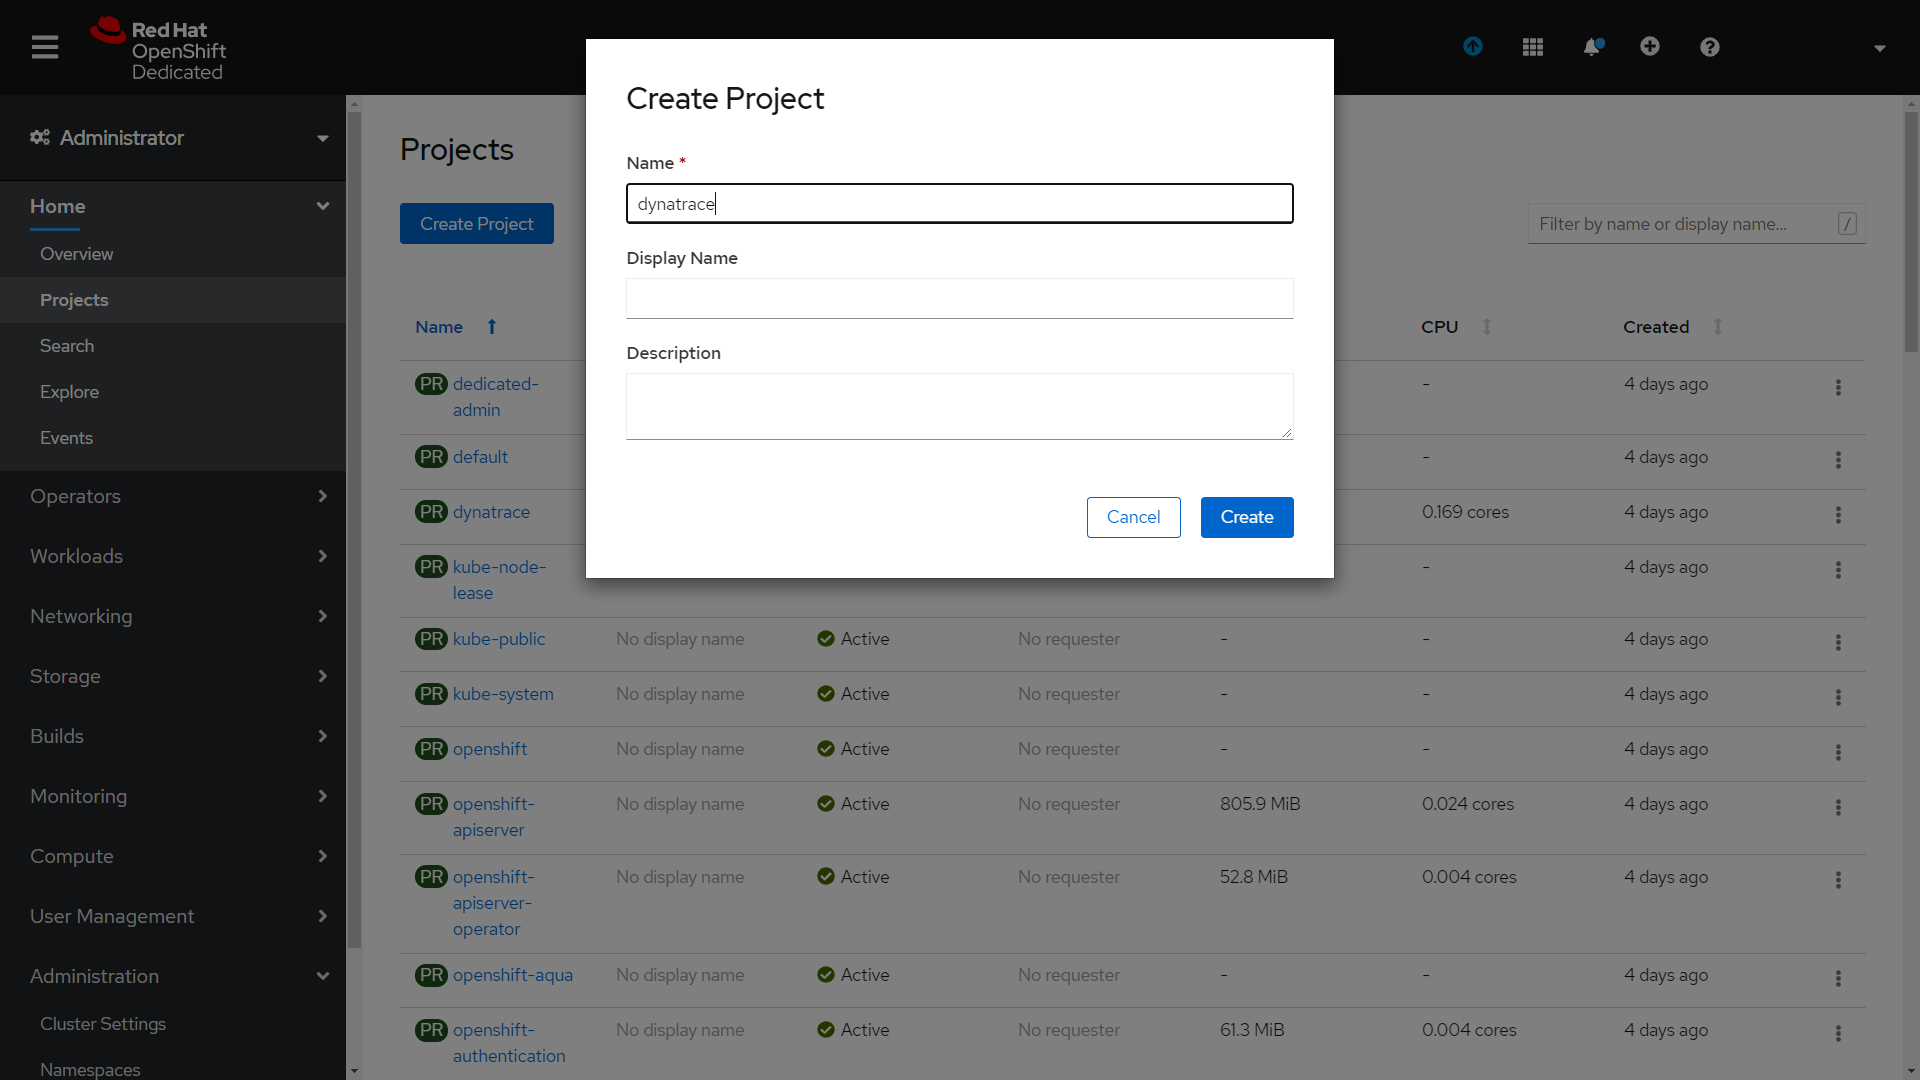 Red Hat
OpenShift
Dedicated
Administrator
Home
Overview
Projects
Search
Explore
Events
Operators
Workloads
Networking
Storage
Builds
Monitoring
Compute
User Management
Administration
Cluster Settings
Namespaces
Projects
Create Project
Filter by name or display name...
/
Create Project
Name *
dynatrace
Display Name
Description
Cancel
Create
Name CPU Created
PR dedicated-
admin
- 4 days ago
PR default - 4 days ago
PR dynatrace 0.169 cores 4 days ago
PR kube-node-
lease
- 4 days ago
PR kube-public No display name Active No requester - - 4 days ago
PR kube-system No display name Active No requester - - 4 days ago
PR openshift No display name Active No requester - - 4 days ago
PR openshift-
apiserver
No display name Active No requester 805.9 MiB 0.024 cores 4 days ago
PR openshift-
apiserver-
operator
No display name Active No requester 52.8 MiB 0.004 cores 4 days ago
PR openshift-aqua No display name Active No requester - - 4 days ago
PR openshift-
authentication
No display name Active No requester 61.3 MiB 0.004 cores 4 days ago